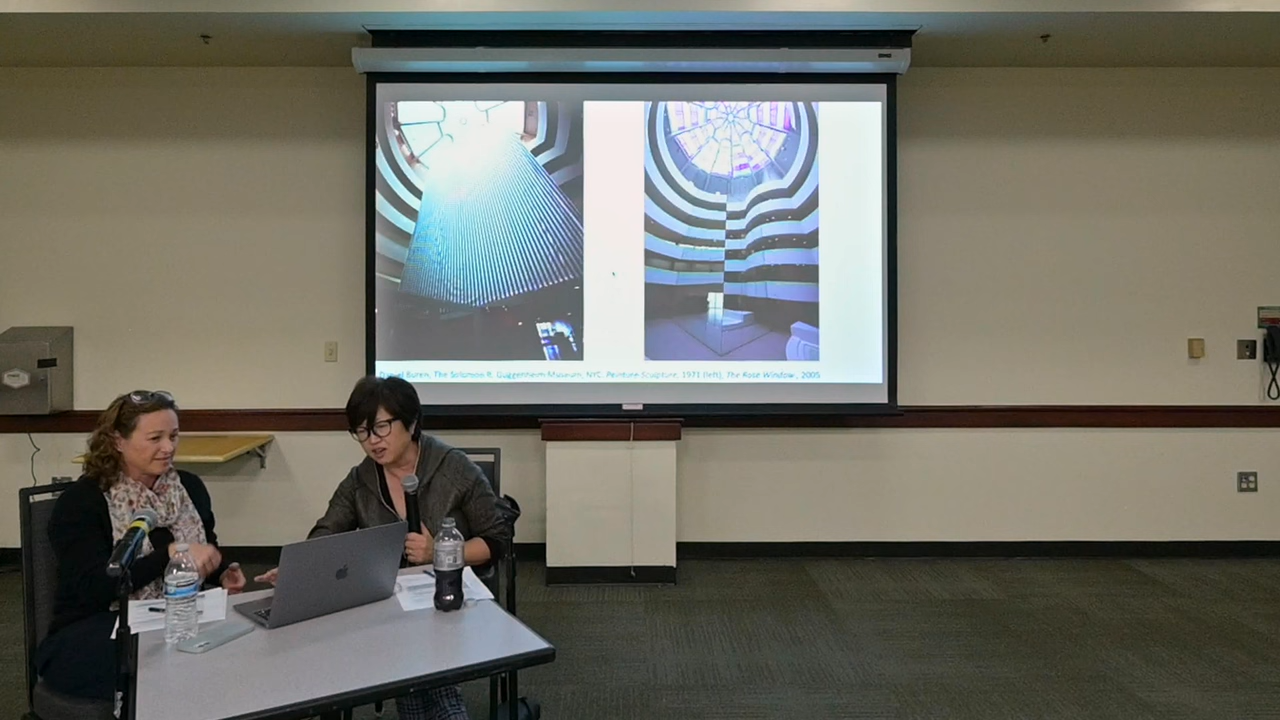 Daniel Buren, The Solomon R. Guggenheim Museum, NYC. Peinture-Sculpture, 1971 (left), The Rose Window, 2005